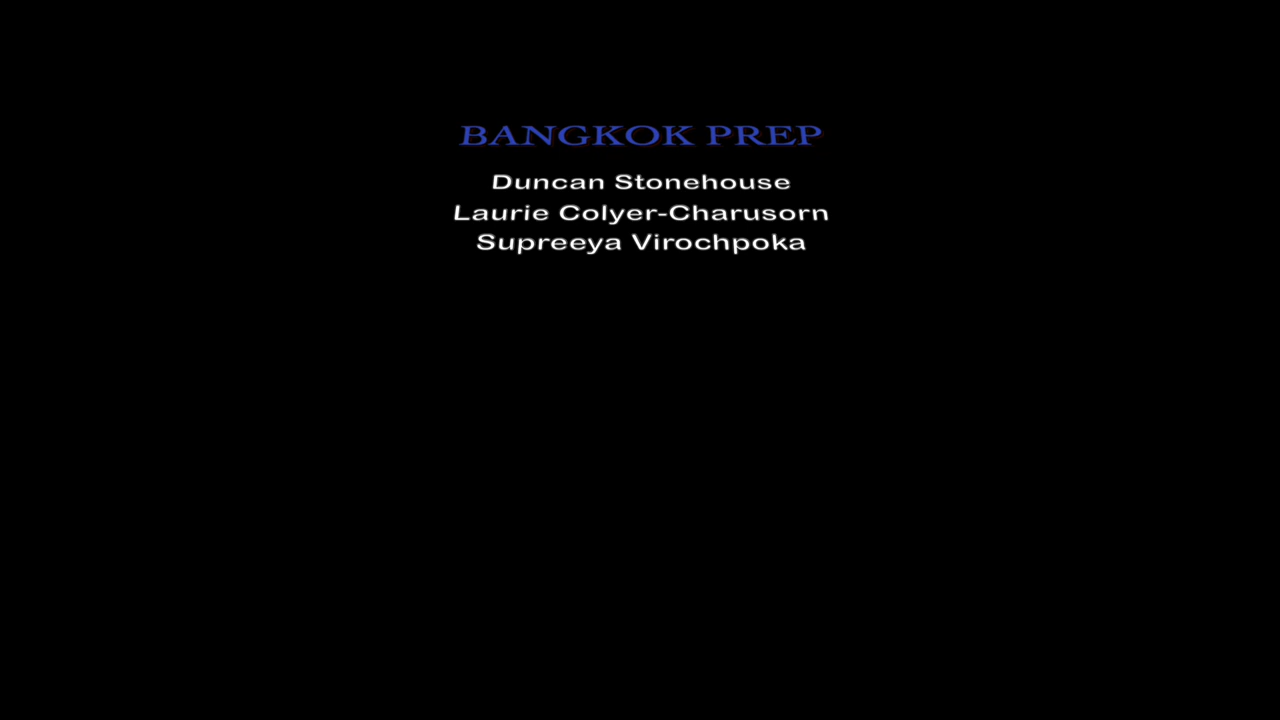 BANGKOK PREP
Duncan Stonehouse
Laurie Colyer-Charusorn
Supreeya Virochpoka